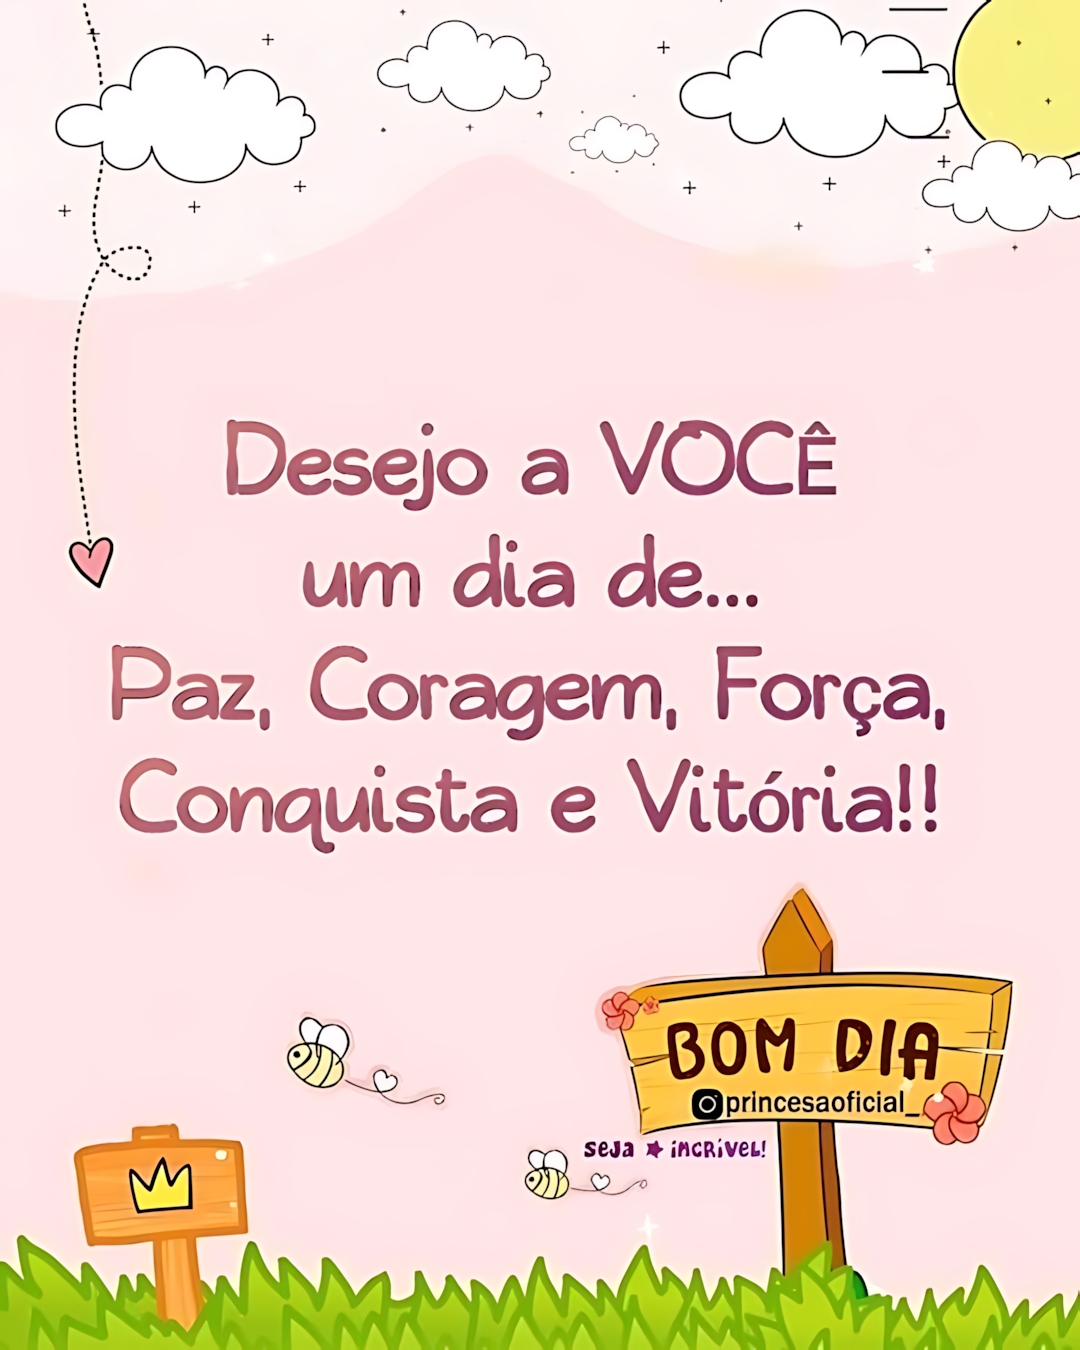 Desejo a VOCÊ
um dia de...
Paz, Coragem, Força,
Conquista e Vitória!!
BOM DIA
princesaoficial_
seja incrível!